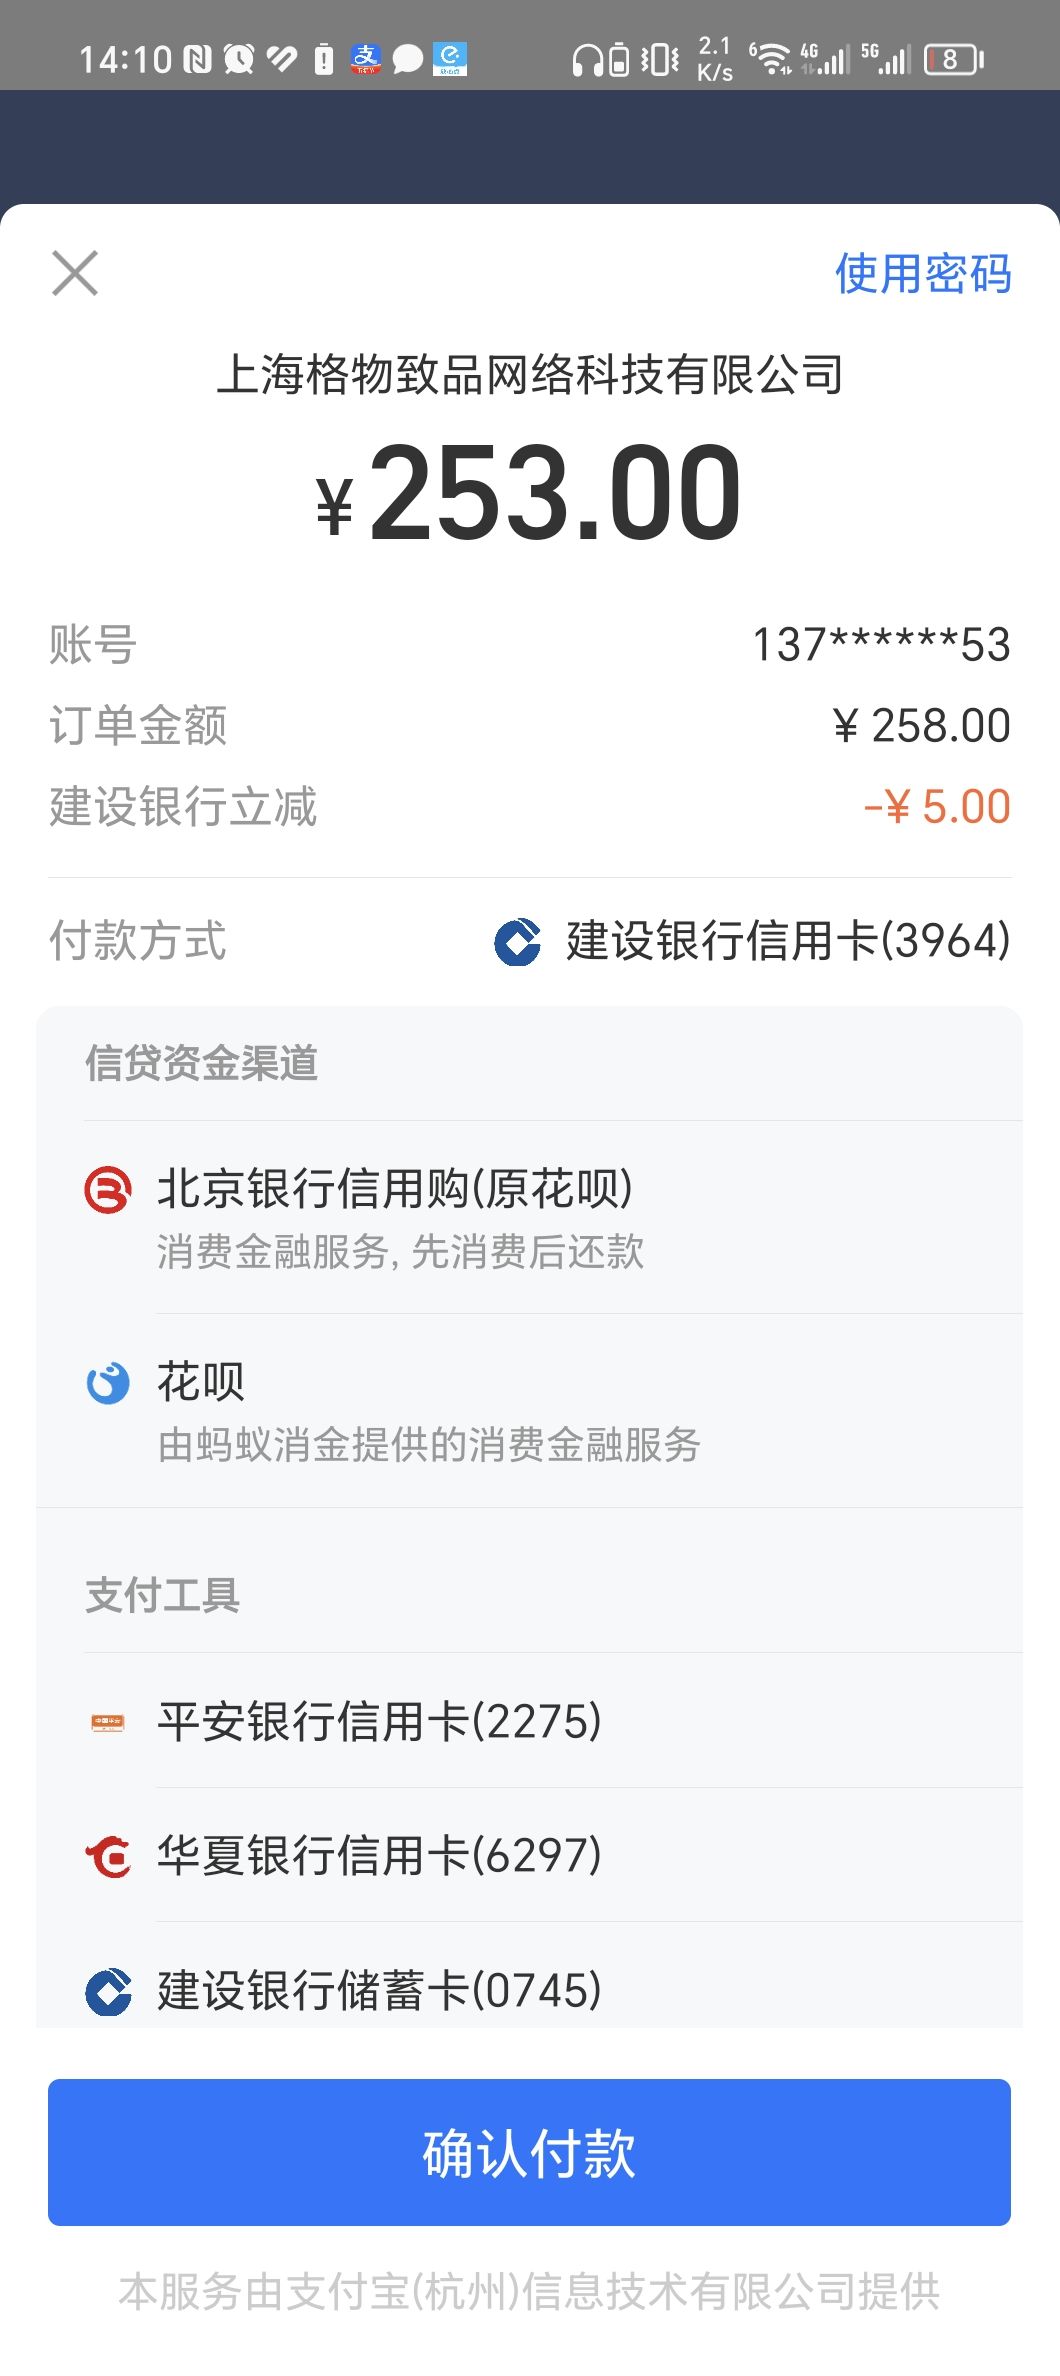 14:10
2.1 K/s
6
4G
5G
8
使用密码
上海格物致品网络科技有限公司
¥253.00
账号 137******53
订单金额 ¥ 258.00
建设银行立减 -¥ 5.00
付款方式 建设银行信用卡(3964)
信贷资金渠道
北京银行信用购(原花呗)
消费金融服务, 先消费后还款
花呗
由蚂蚁消金提供的消费金融服务
支付工具
平安银行信用卡(2275)
华夏银行信用卡(6297)
建设银行储蓄卡(0745)
确认付款
本服务由支付宝(杭州)信息技术有限公司提供